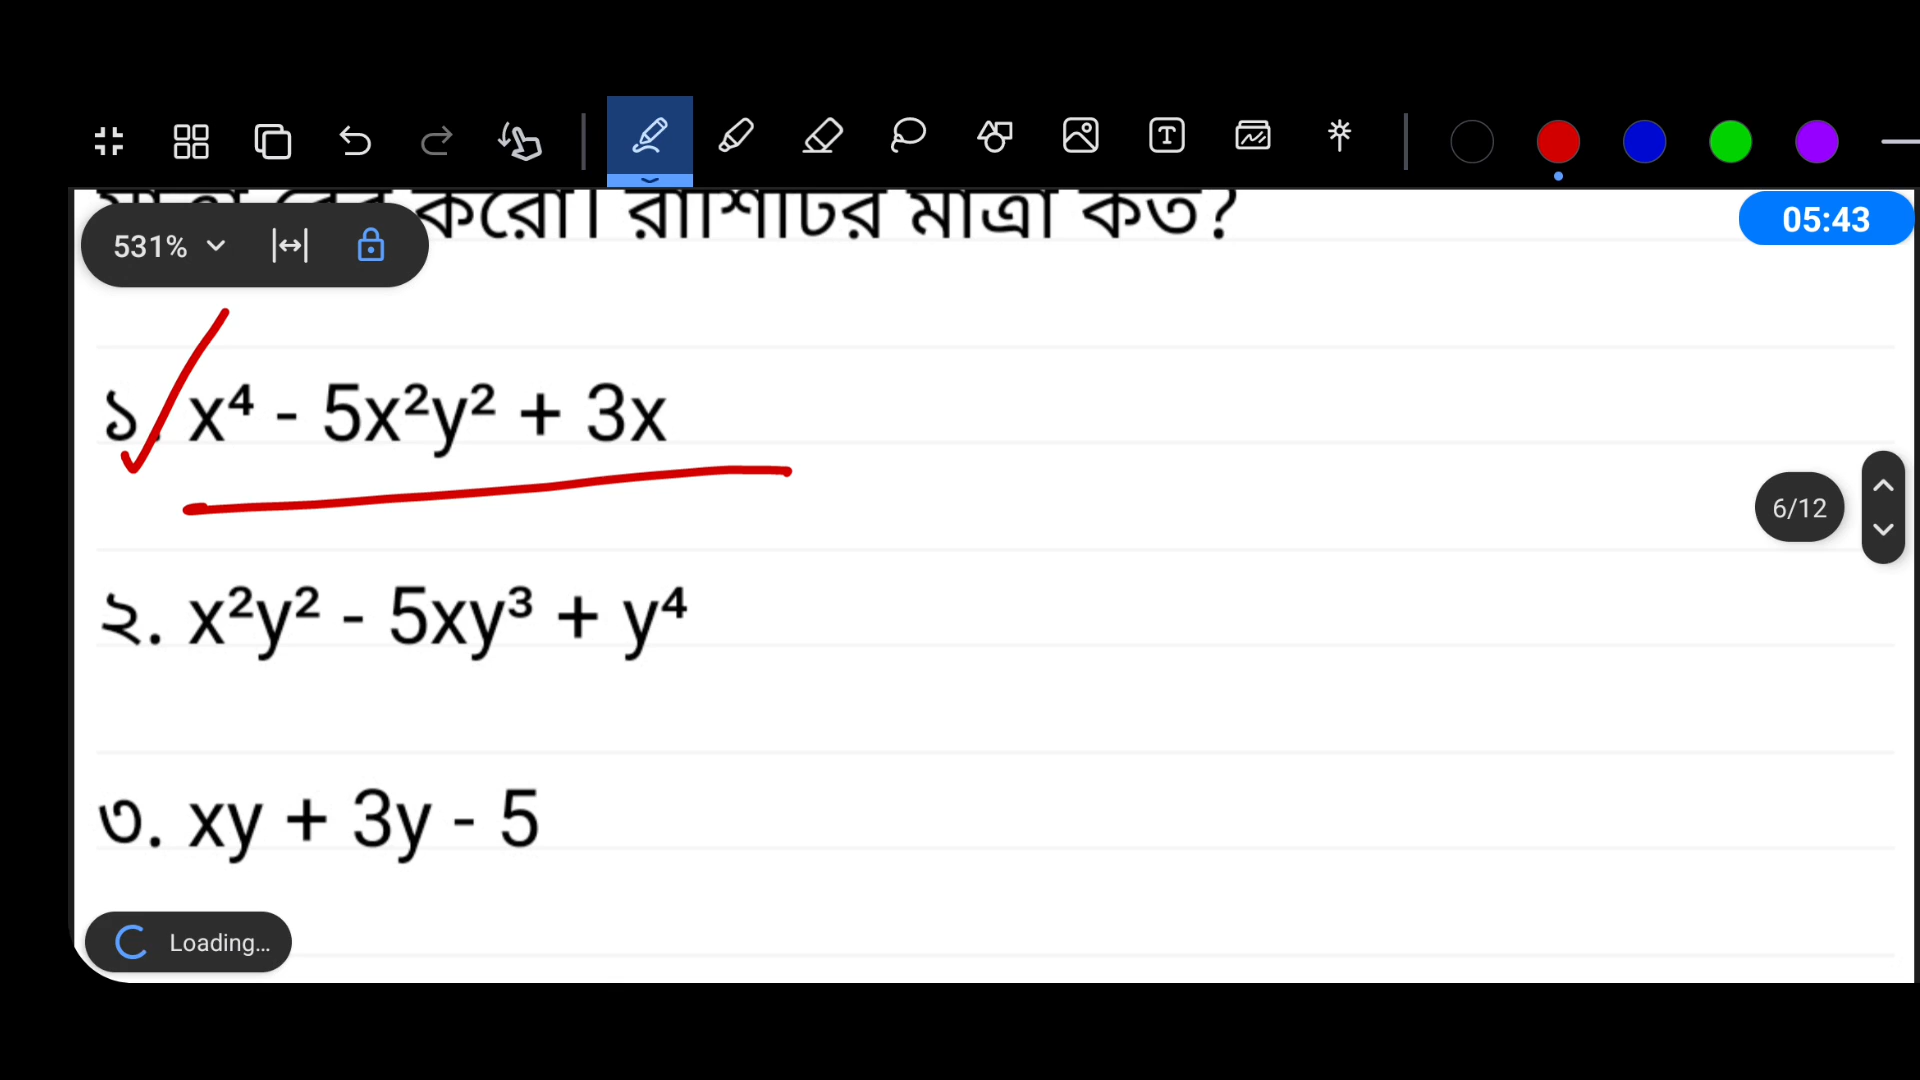 করো। রাশিটির মাত্রা কত?
05:43
531%
১. x⁴ - 5x²y² + 3x
6/12
২. x²y² - 5xy³ + y⁴
৩. xy + 3y - 5
Loading...